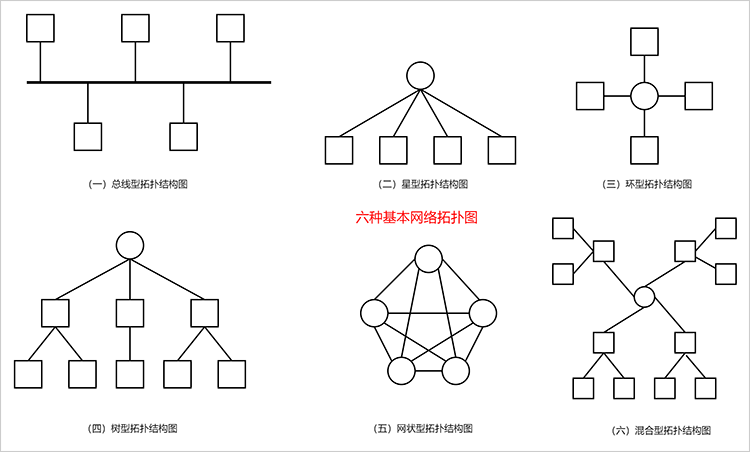 （一）总线型拓扑结构图
（二）星型拓扑结构图
（三）环型拓扑结构图
六种基本网络拓扑图
（四）树型拓扑结构图
（五）网状型拓扑结构图
（六）混合型拓扑结构图